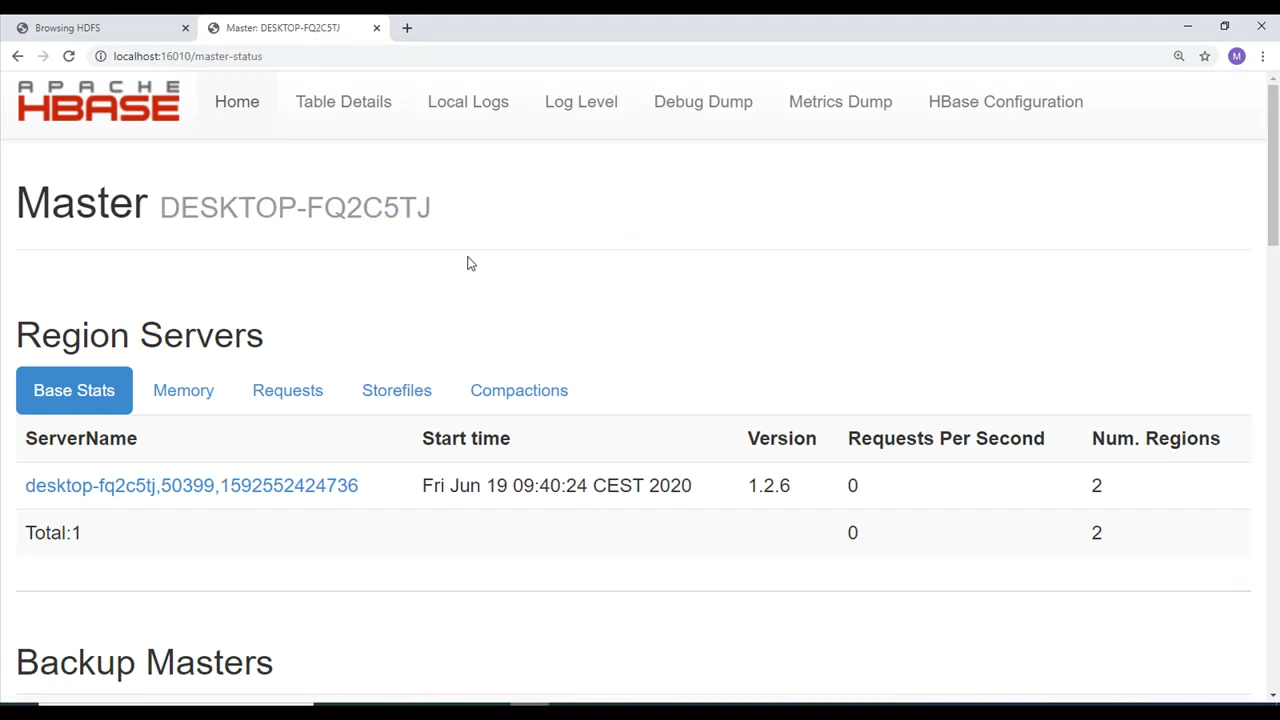 Browsing HDFS
Master: DESKTOP-FQ2C5TJ
localhost:16010/master-status
M
APACHE
HBASE
Home Table Details Local Logs Log Level Debug Dump Metrics Dump HBase Configuration
Master DESKTOP-FQ2C5TJ
Region Servers
Base Stats Memory Requests Storefiles Compactions
ServerName Start time Version Requests Per Second Num. Regions
desktop-fq2c5tj,50399,1592552424736 Fri Jun 19 09:40:24 CEST 2020 1.2.6 0 2
Total:1 0 2
Backup Masters